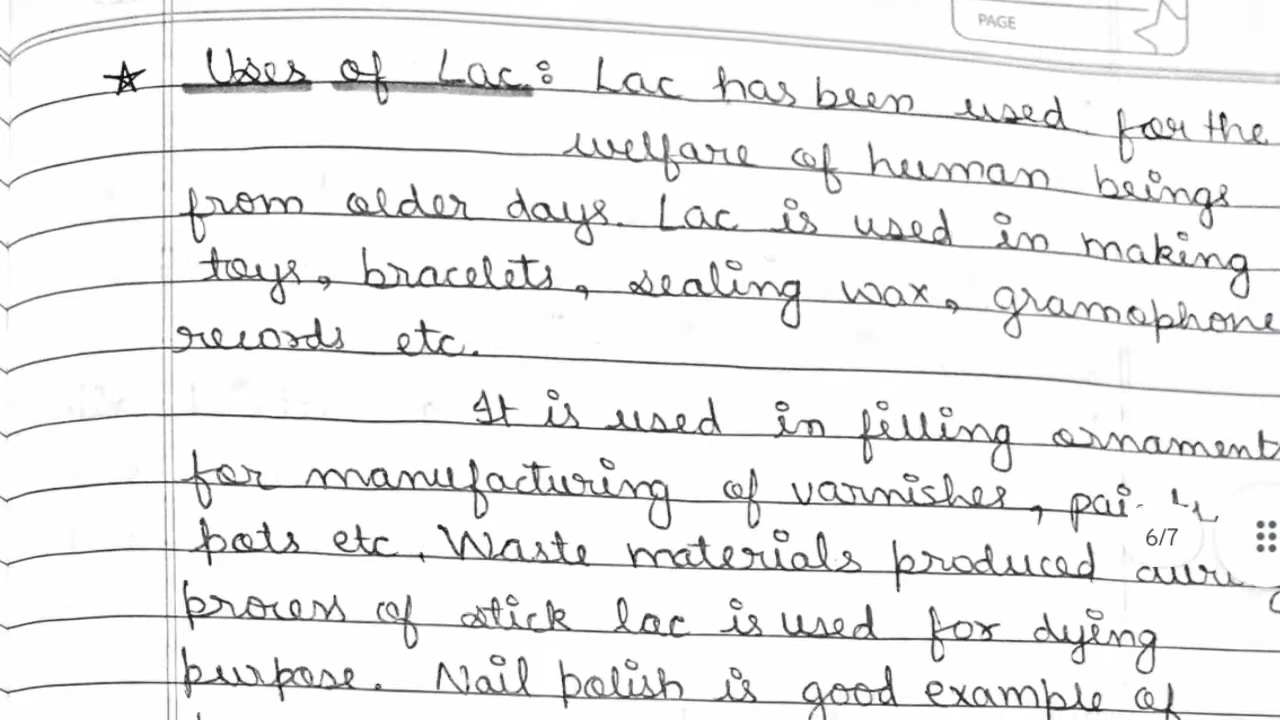 PAGE
☆ Uses of Lac: Lac has been used for the
welfare of human beings
from older days. Lac is used in making
toys, bracelets, sealing wax, gramophone
records etc.
It is used in filling ornament
for manufacturing of varnishes,
6/7
pots etc. Waste materials produced
process of stick lac is used for dying
purpose. Nail polish is good example of